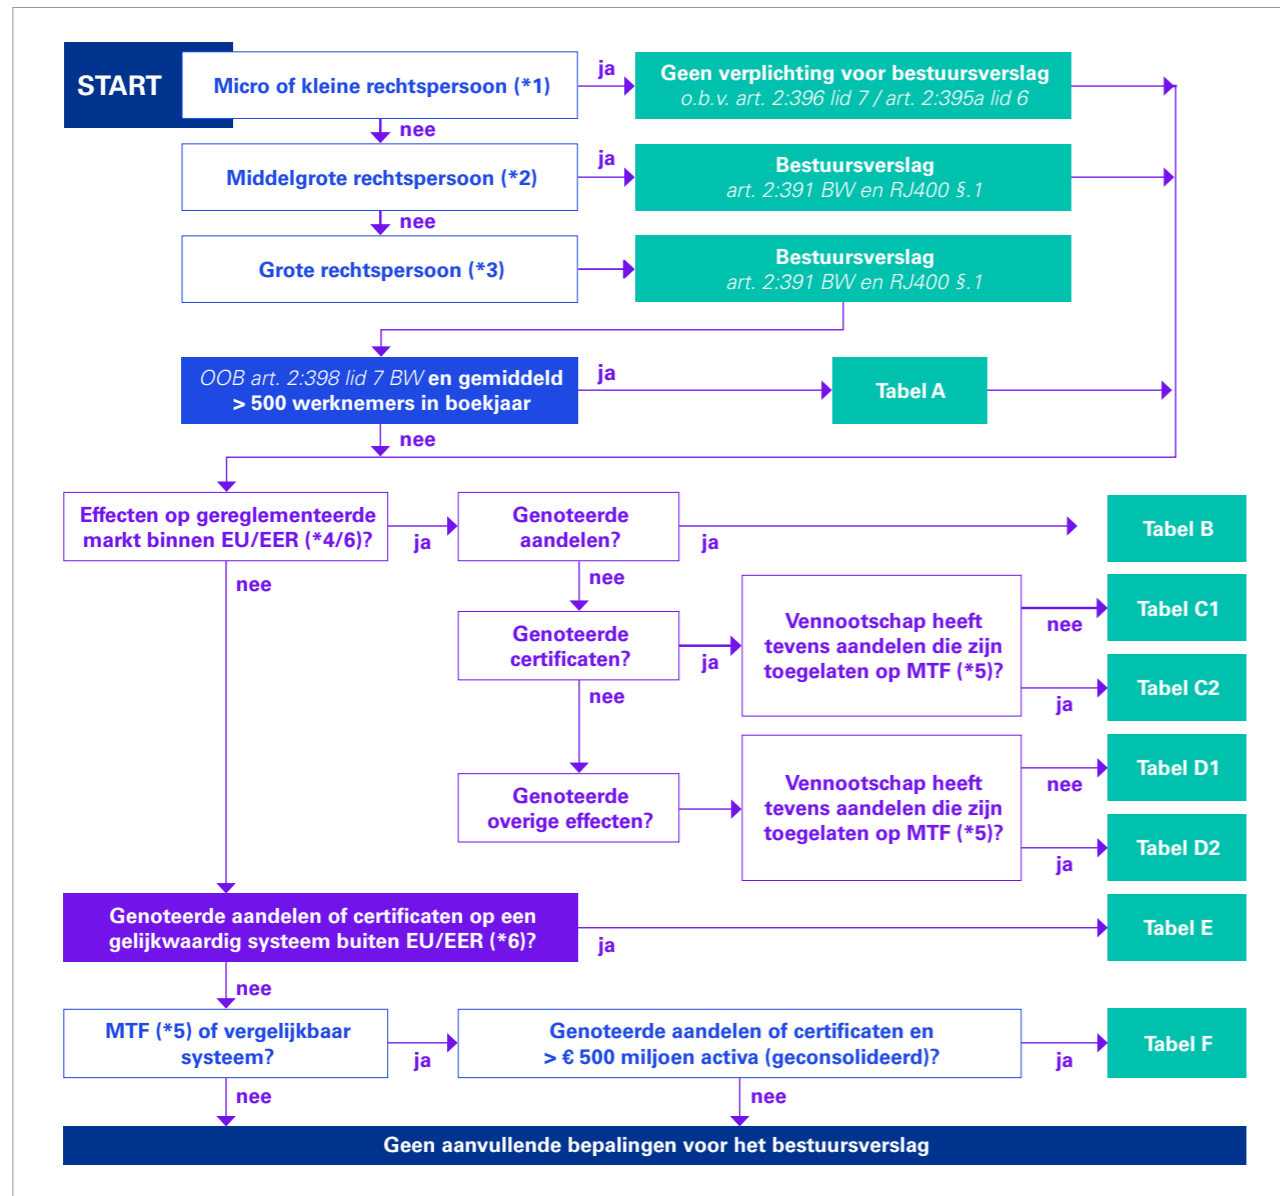 START
Micro of kleine rechtspersoon (*1)
ja
Geen verplichting voor bestuursverslag
o.b.v. art. 2:396 lid 7 / art. 2:395a lid 6
nee
Middelgrote rechtspersoon (*2)
ja
Bestuursverslag
art. 2:391 BW en RJ400 §.1
nee
Grote rechtspersoon (*3)
Bestuursverslag
art. 2:391 BW en RJ400 §.1
OOB art. 2:398 lid 7 BW en gemiddeld
> 500 werknemers in boekjaar
ja
Tabel A
nee
Effecten op gereglementeerde
markt binnen EU/EER (*4/6)?
ja
Genoteerde
aandelen?
ja
Tabel B
nee
nee
Genoteerde
certificaten?
ja
Vennootschap heeft
tevens aandelen die zijn
toegelaten op MTF (*5)?
nee
Tabel C1
ja
Tabel C2
nee
Genoteerde
overige effecten?
Vennootschap heeft
tevens aandelen die zijn
toegelaten op MTF (*5)?
nee
Tabel D1
ja
Tabel D2
Genoteerde aandelen of certificaten op een
gelijkwaardig systeem buiten EU/EER (*6)?
ja
Tabel E
nee
MTF (*5) of vergelijkbaar
systeem?
ja
Genoteerde aandelen of certificaten en
> € 500 miljoen activa (geconsolideerd)?
ja
Tabel F
nee
nee
Geen aanvullende bepalingen voor het bestuursverslag